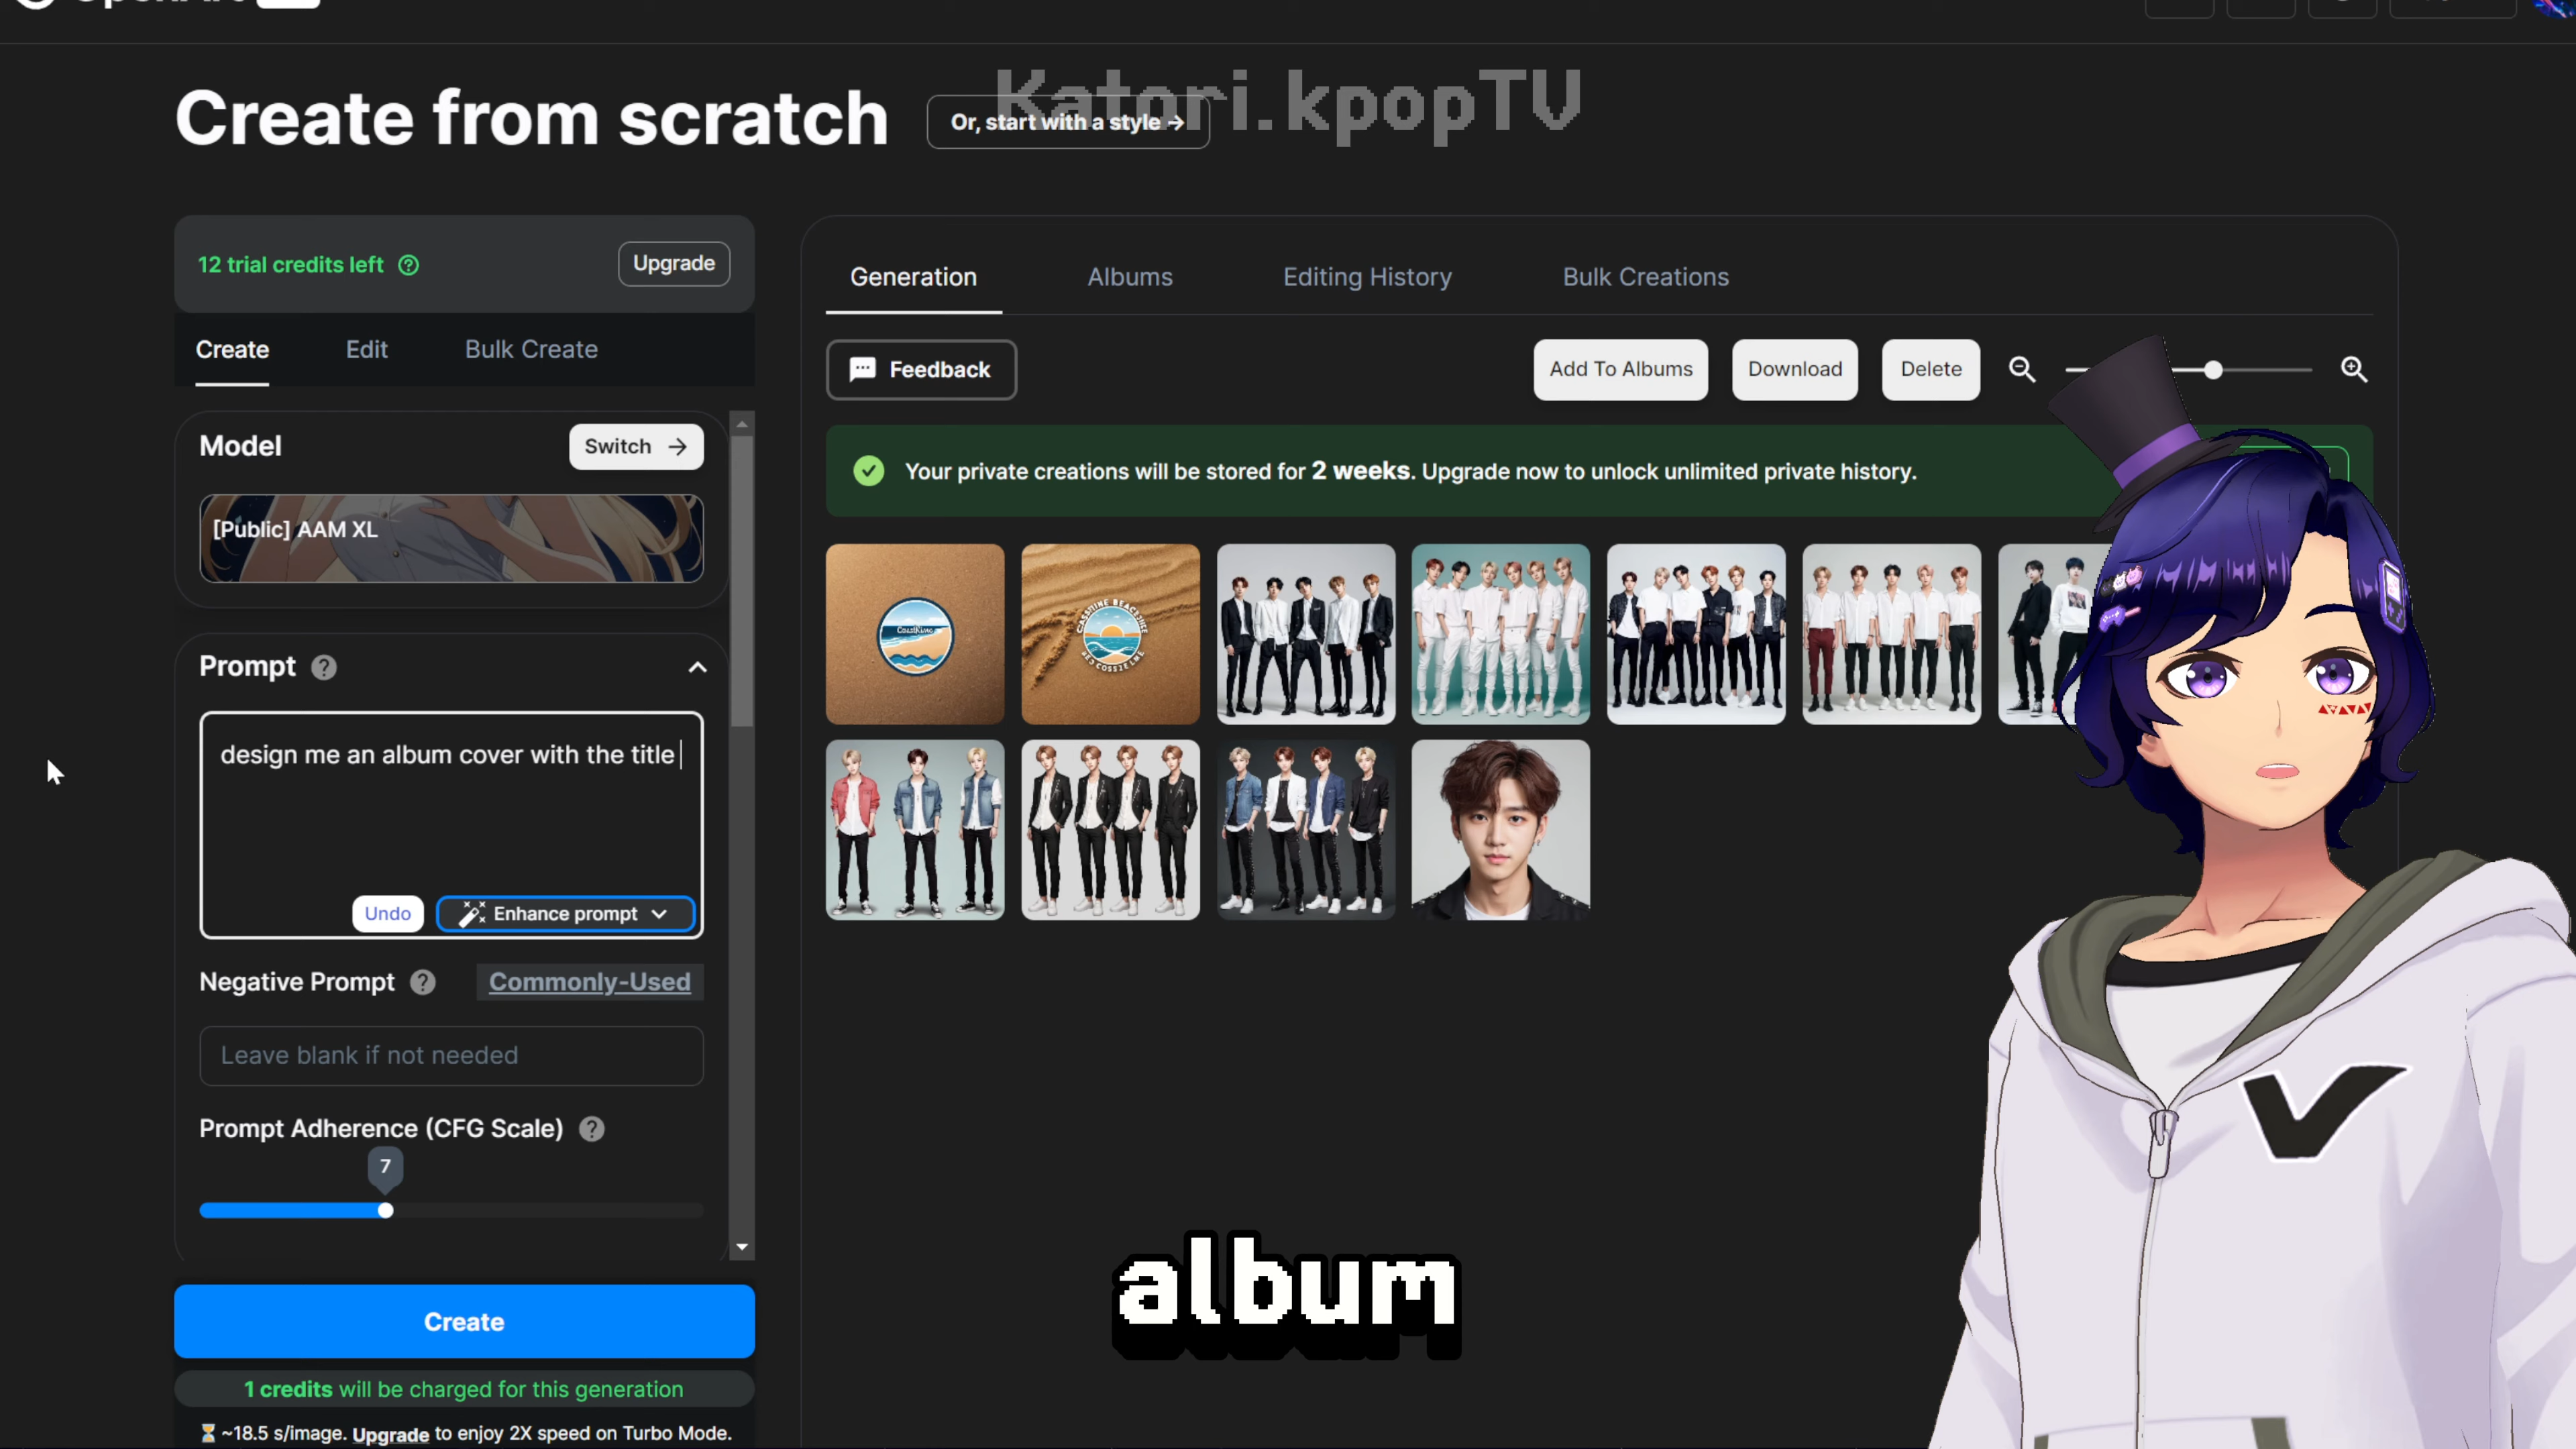 Katori.kpopTV
Create from scratch
Or, start with a style →
12 trial credits left
Upgrade
Create Edit Bulk Create
Model
Switch →
[Public] AAM XL
Prompt
design me an album cover with the title
Undo
Enhance prompt
Negative Prompt
Commonly-Used
Leave blank if not needed
Prompt Adherence (CFG Scale)
7
Create
1 credits will be charged for this generation
~18.5 s/image. Upgrade to enjoy 2X speed on Turbo Mode.
Generation Albums Editing History Bulk Creations
Feedback
Add To Albums
Download
Delete
Your private creations will be stored for 2 weeks. Upgrade now to unlock unlimited private history.
album